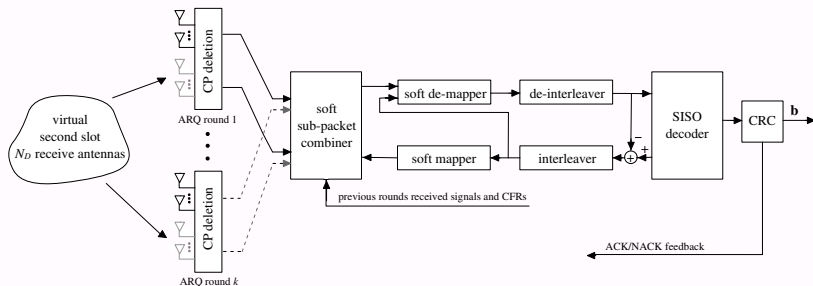 virtual
second slot
N_D receive antennas
CP deletion
ARQ round 1
CP deletion
ARQ round k
soft
sub-packet
combiner
soft de-mapper
de-interleaver
soft mapper
interleaver
−
+
+
SISO
decoder
CRC
b
previous rounds received signals and CFRs
ACK/NACK feedback